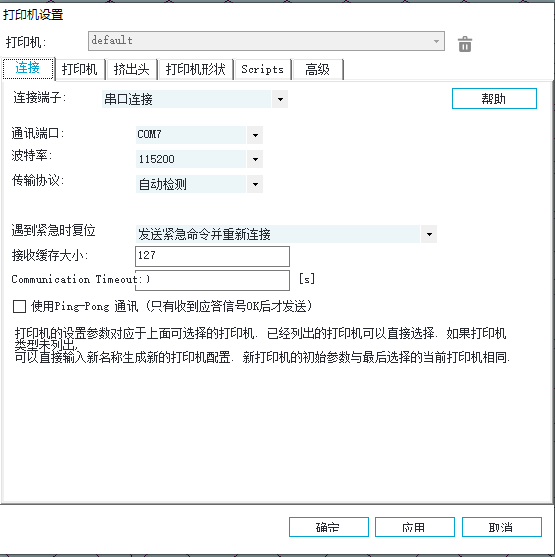 打印机设置
打印机: default
连接 打印机 挤出头 打印机形状 Scripts 高级
连接端子: 串口连接 帮助
通讯端口: COM7
波特率: 115200
传输协议: 自动检测
遇到紧急时复位 发送紧急命令并重新连接
接收缓存大小: 127
Communication Timeout: ) [s]
使用Ping-Pong 通讯 (只有收到应答信号OK后才发送)
打印机的设置参数对应于上面可选择的打印机. 已经列出的打印机可以直接选择. 如果打印机
类型未列出,
可以直接输入新名称生成新的打印机配置. 新打印机的初始参数与最后选择的当前打印机相同.
确定 应用 取消